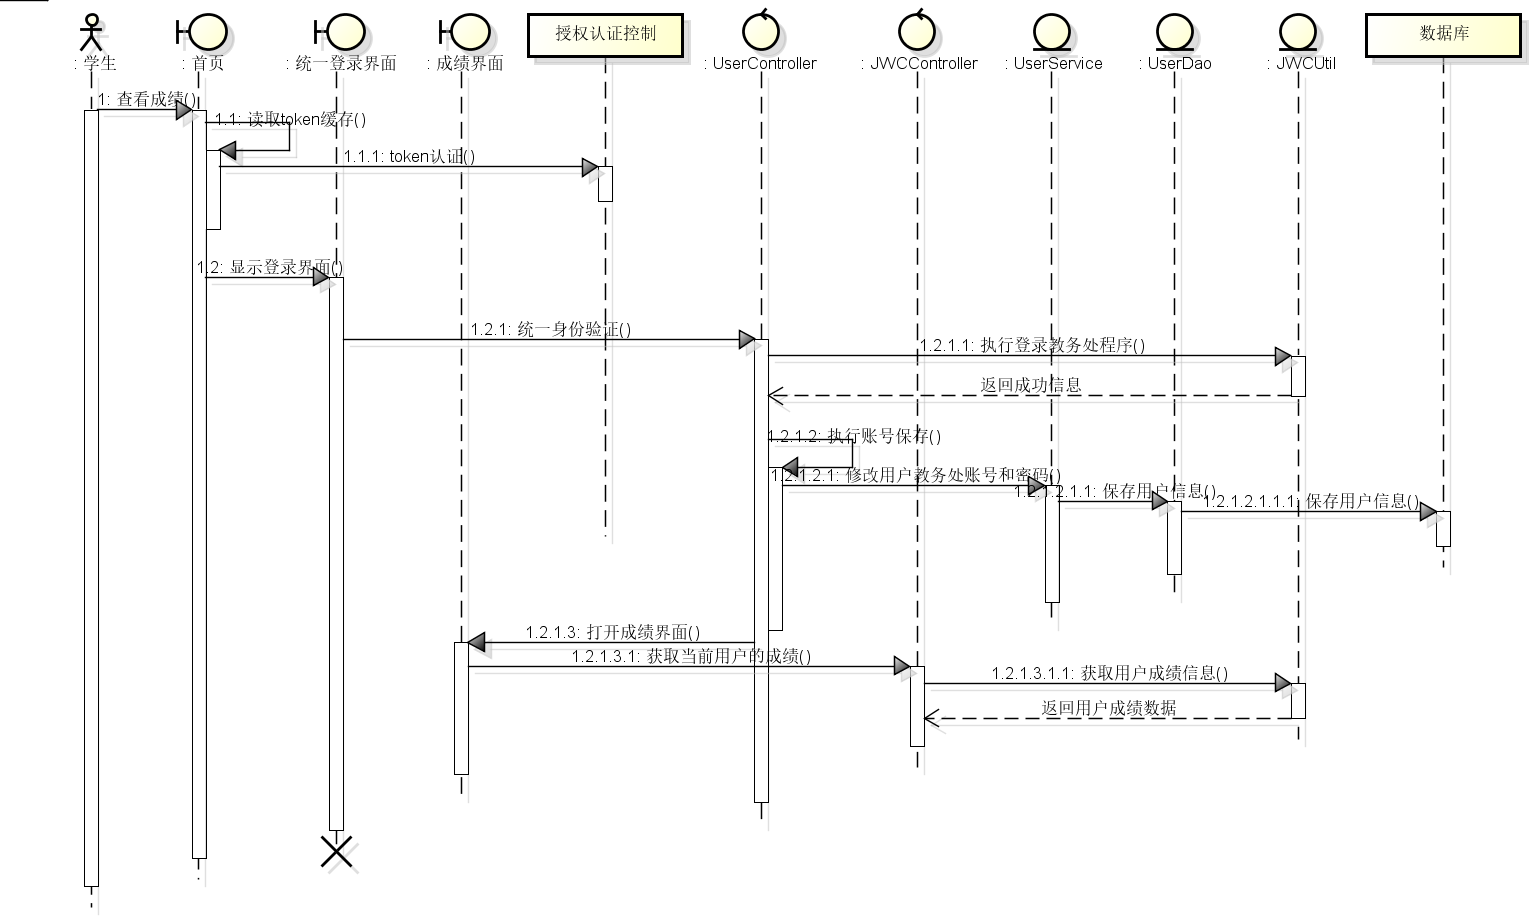 : 学生
: 首页
: 统一登录界面
: 成绩界面
授权认证控制
: UserController
: JWCController
: UserService
: UserDao
: JWCUtil
数据库
1: 查看成绩()
1.1: 读取token缓存()
1.1.1: token认证()
1.2: 显示登录界面()
1.2.1: 统一身份验证()
1.2.1.1: 执行登录教务处程序()
返回成功信息
1.2.1.2: 执行账号保存()
1.2.1.2.1: 修改用户教务处账号和密码()
1.2.1.2.1.1: 保存用户信息()
1.2.1.2.1.1.1: 保存用户信息()
1.2.1.3: 打开成绩界面()
1.2.1.3.1: 获取当前用户的成绩()
1.2.1.3.1.1: 获取用户成绩信息()
返回用户成绩数据